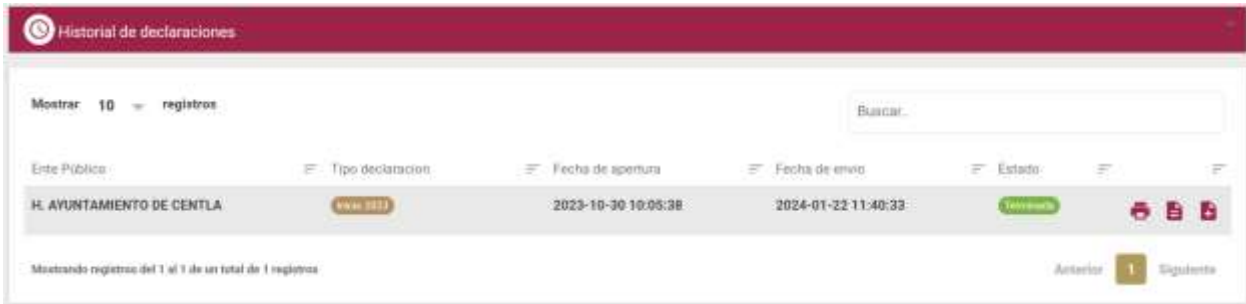 Historial de declaraciones
Mostrar 10 registros
Buscar..
Ente Público Tipo declaracion Fecha de apertura Fecha de envio Estado
H. AYUNTAMIENTO DE CENTLA Inicio 2023 2023-10-30 10:05:38 2024-01-22 11:40:33 Terminada
Mostrando registros del 1 al 1 de un total de 1 registros
Anterior 1 Siguiente